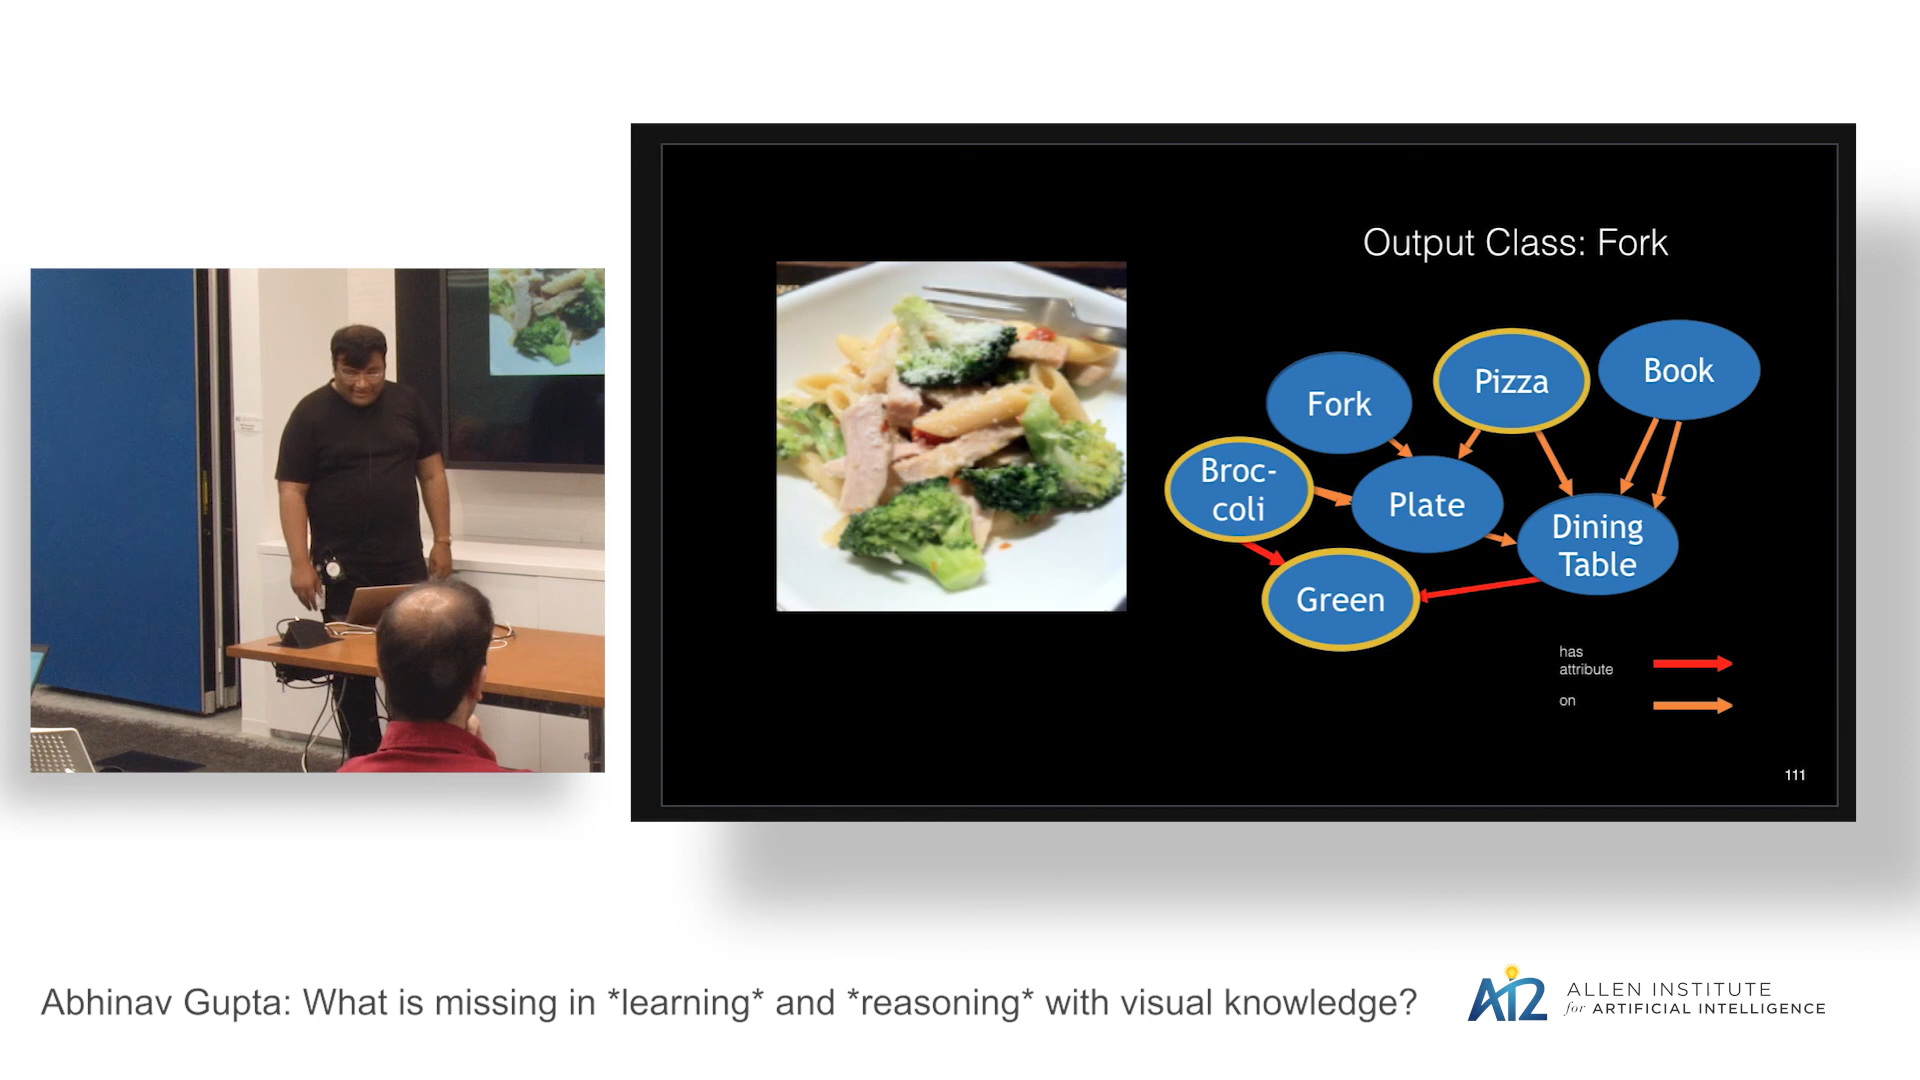 Output Class: Fork
Fork
Pizza
Book
Broc-
coli
Plate
Dining
Table
Green
has
attribute
on
111
Abhinav Gupta: What is missing in *learning* and *reasoning* with visual knowledge?
AI2
ALLEN INSTITUTE
for ARTIFICIAL INTELLIGENCE